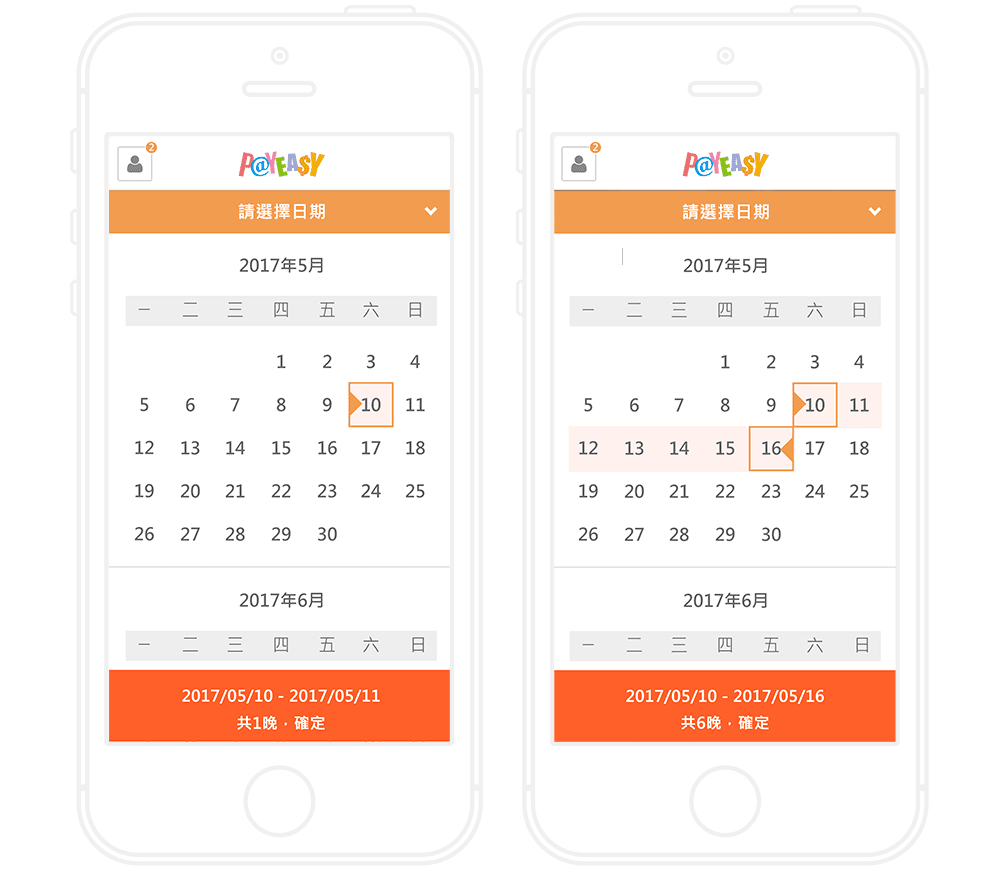 2
P@YEASY
請選擇日期
2017年5月
一 二 三 四 五 六 日
1 2 3 4
5 6 7 8 9 10 11
12 13 14 15 16 17 18
19 20 21 22 23 24 25
26 27 28 29 30
2017年6月
一 二 三 四 五 六 日
2017/05/10 - 2017/05/11
共1晚，確定
2
P@YEASY
請選擇日期
2017年5月
一 二 三 四 五 六 日
1 2 3 4
5 6 7 8 9 10 11
12 13 14 15 16 17 18
19 20 21 22 23 24 25
26 27 28 29 30
2017年6月
一 二 三 四 五 六 日
2017/05/10 - 2017/05/16
共6晚，確定